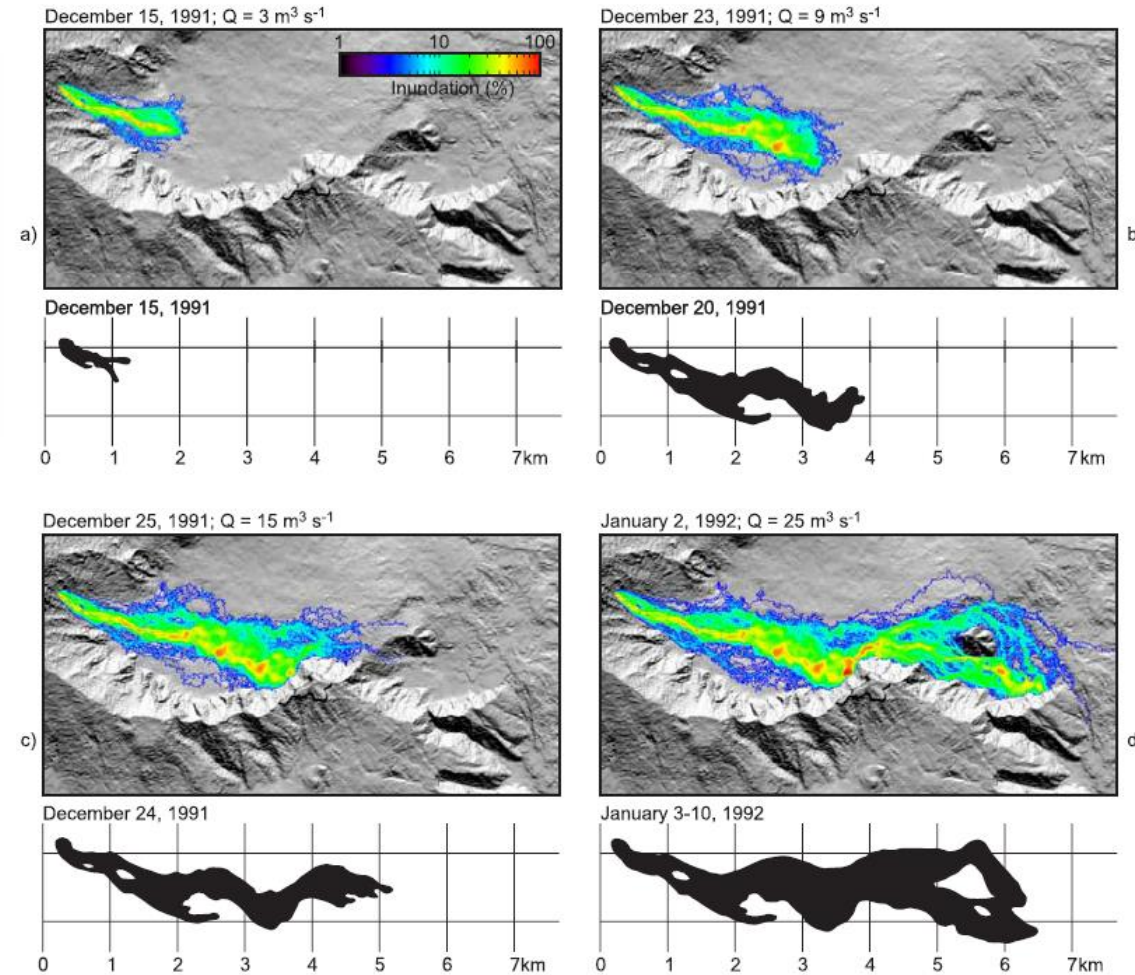 December 15, 1991; Q = 3 m³ s⁻¹
1 10 100
Inundation (%)
a)
December 15, 1991
0 1 2 3 4 5 6 7km
December 23, 1991; Q = 9 m³ s⁻¹
b
December 20, 1991
0 1 2 3 4 5 6 7km
December 25, 1991; Q = 15 m³ s⁻¹
c)
December 24, 1991
0 1 2 3 4 5 6 7km
January 2, 1992; Q = 25 m³ s⁻¹
d
January 3-10, 1992
0 1 2 3 4 5 6 7km